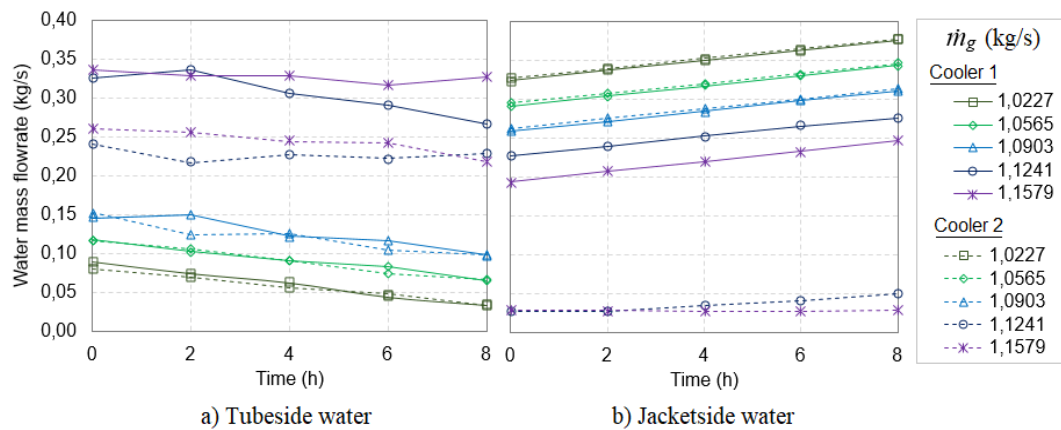 Water mass flowrate (kg/s)
0,40
0,35
0,30
0,25
0,20
0,15
0,10
0,05
0,00
0 2 4 6 8
Time (h)
a) Tubeside water
0 2 4 6 8
Time (h)
b) Jacketside water
ṁg (kg/s)
Cooler 1
1,0227
1,0565
1,0903
1,1241
1,1579
Cooler 2
1,0227
1,0565
1,0903
1,1241
1,1579